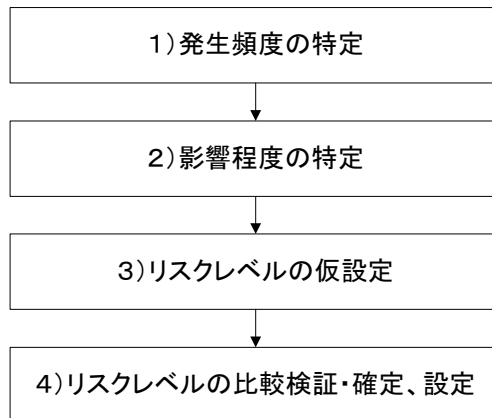 1)発生頻度の特定
2)影響程度の特定
3)リスクレベルの仮設定
4)リスクレベルの比較検証・確定、設定